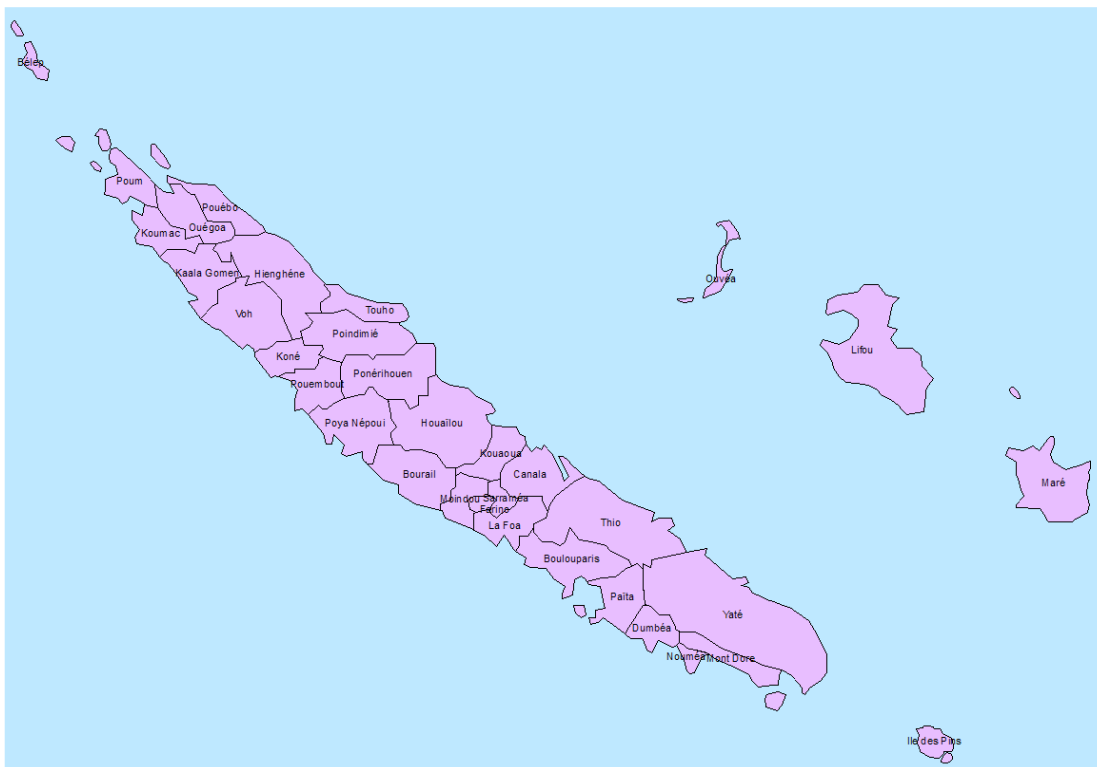 Bélep
Poum
Pouébo
Ouégoa
Koumac
Kaala Gomen
Hienghéne
Ouvéa
Voh
Touho
Poindimié
Lifou
Koné
Ponérihouen
Pouembout
Poya Népoui
Houaïlou
Kouaoua
Bourail
Canala
Maré
Moindou
Sarraméa
Farino
La Foa
Thio
Boulouparis
Païta
Yaté
Dumbéa
Nouméa
Mont Dore
Ile des Pins